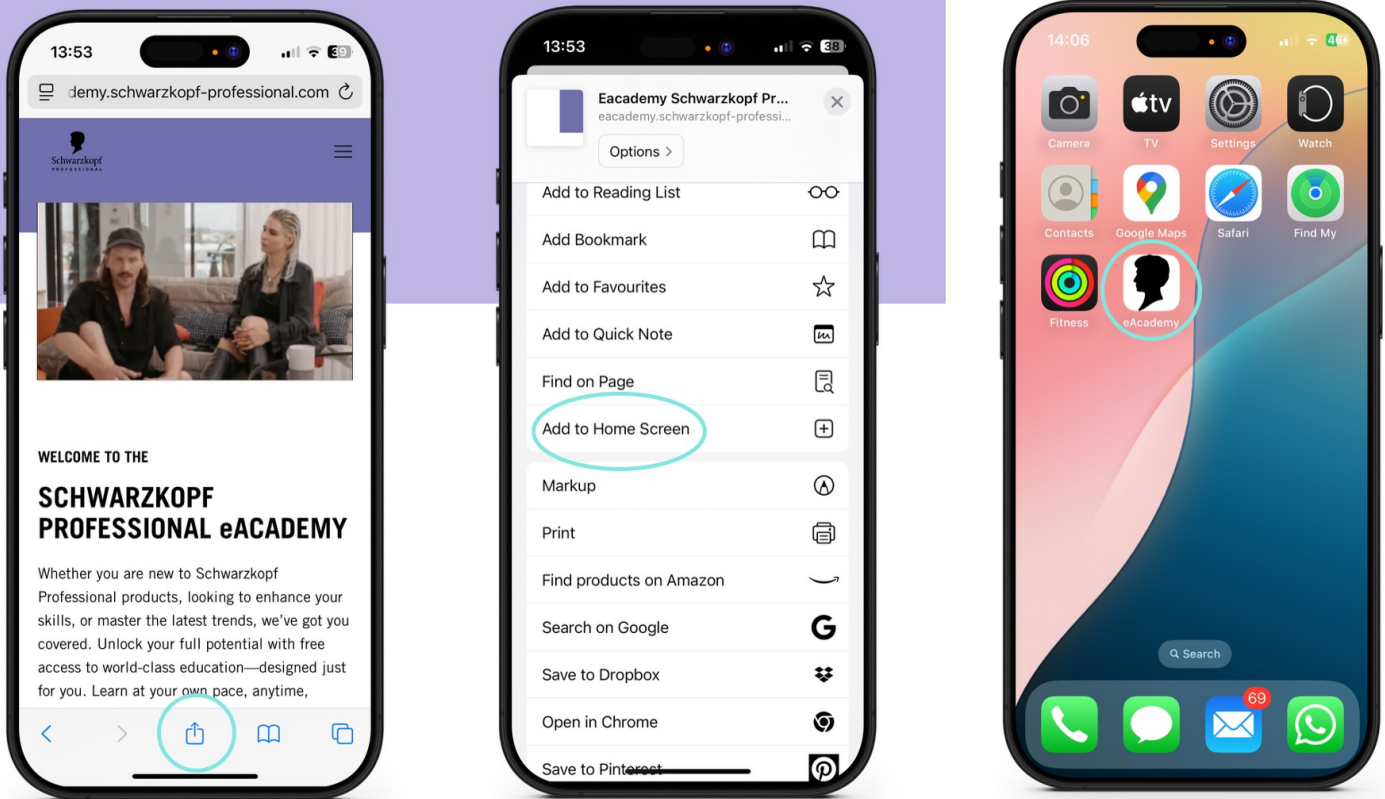 13:53
39
demy.schwarzkopf-professional.com
Schwarzkopf
PROFESSIONAL
WELCOME TO THE
SCHWARZKOPF
PROFESSIONAL eACADEMY
Whether you are new to Schwarzkopf
Professional products, looking to enhance your
skills, or master the latest trends, we've got you
covered. Unlock your full potential with free
access to world-class education—designed just
for you. Learn at your own pace, anytime,
13:53
38
Eacademy Schwarzkopf Pr...
eacademy.schwarzkopf-professi...
Options
Add to Reading List
Add Bookmark
Add to Favourites
Add to Quick Note
Find on Page
Add to Home Screen
Markup
Print
Find products on Amazon
Search on Google
Save to Dropbox
Open in Chrome
Save to Pinterest
14:06
46
tv
Camera
TV
Settings
Watch
Contacts
Google Maps
Safari
Find My
Fitness
eAcademy
Search
69